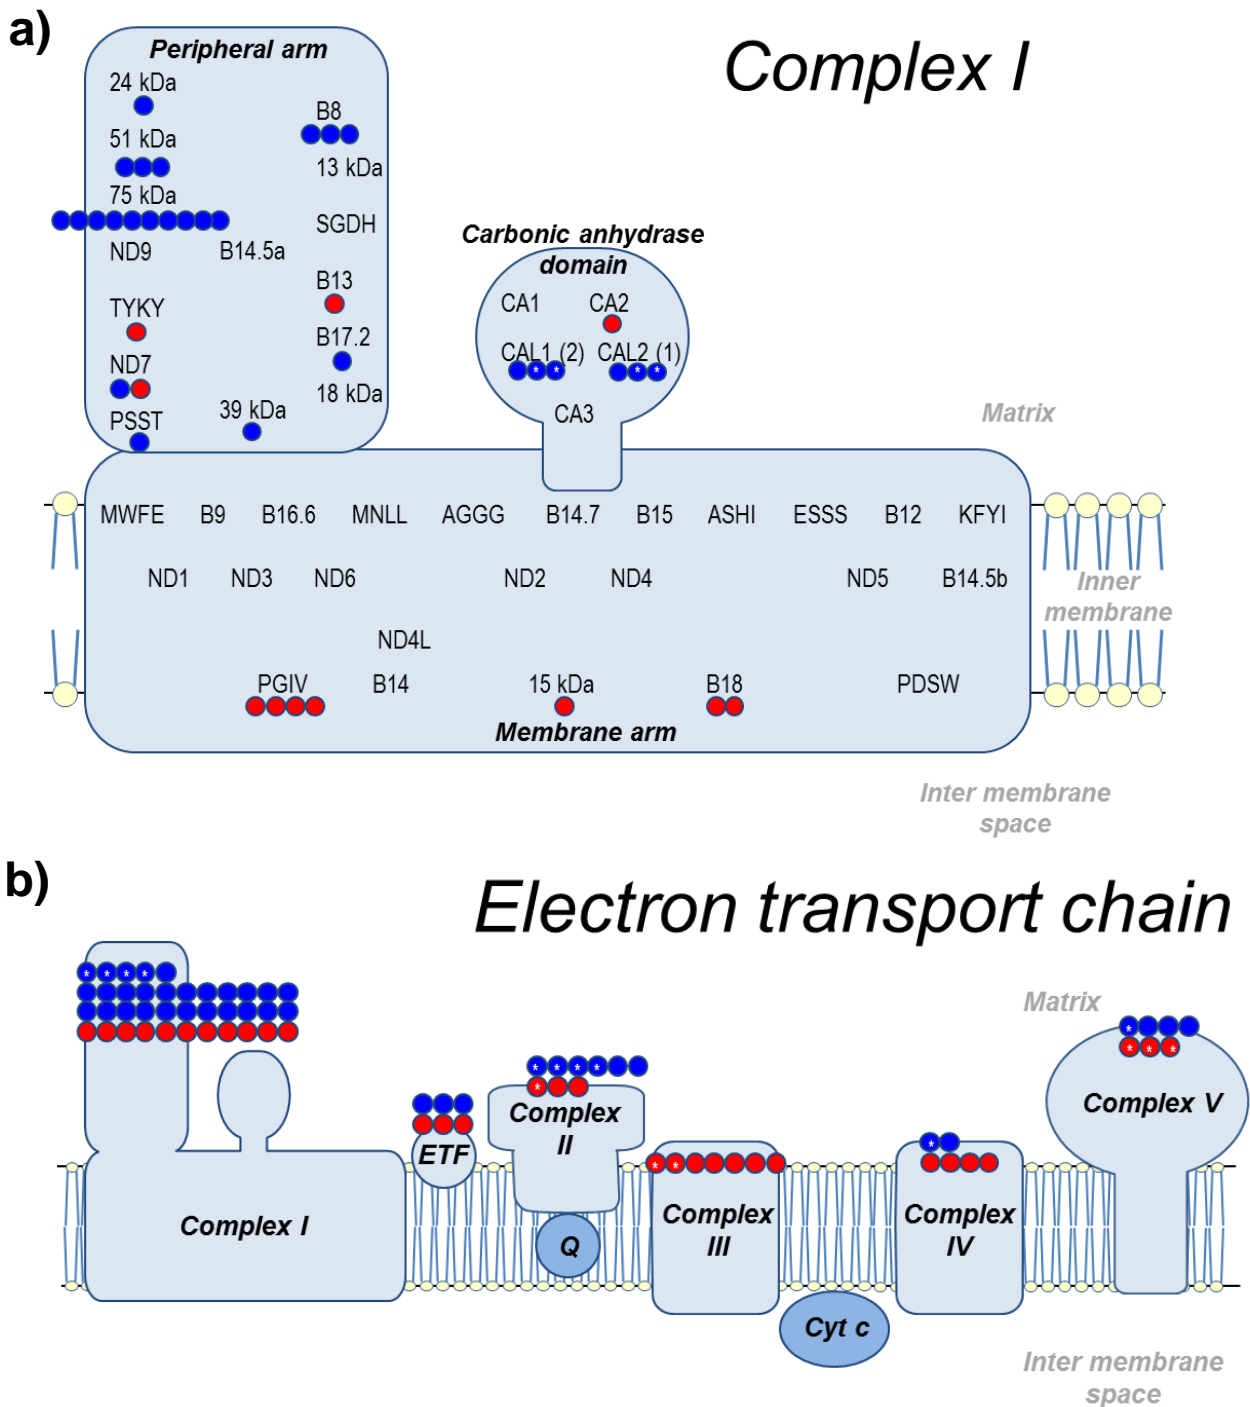 a)
Complex I
Peripheral arm
24 kDa
B8
51 kDa
13 kDa
75 kDa
SGDH
ND9
B14.5a
B13
TYKY
B17.2
ND7
18 kDa
39 kDa
PSST
Carbonic anhydrase
domain
CA1
CA2
CAL1 (2)
CAL2 (1)
* *
* *
CA3
Matrix
MWFE B9 B16.6 MNLL AGGG B14.7 B15 ASHI ESSS B12 KFYI
ND1 ND3 ND6 ND2 ND4 ND5 B14.5b
Inner
membrane
ND4L
PGIV B14 15 kDa B18 PDSW
Membrane arm
Inter membrane
space
b)
Electron transport chain
Matrix
* * * *
* * * *
*
* *
*
*
* * *
Complex I
ETF
Complex
II
Q
Complex
III
Cyt c
Complex
IV
Complex V
Inter membrane
space